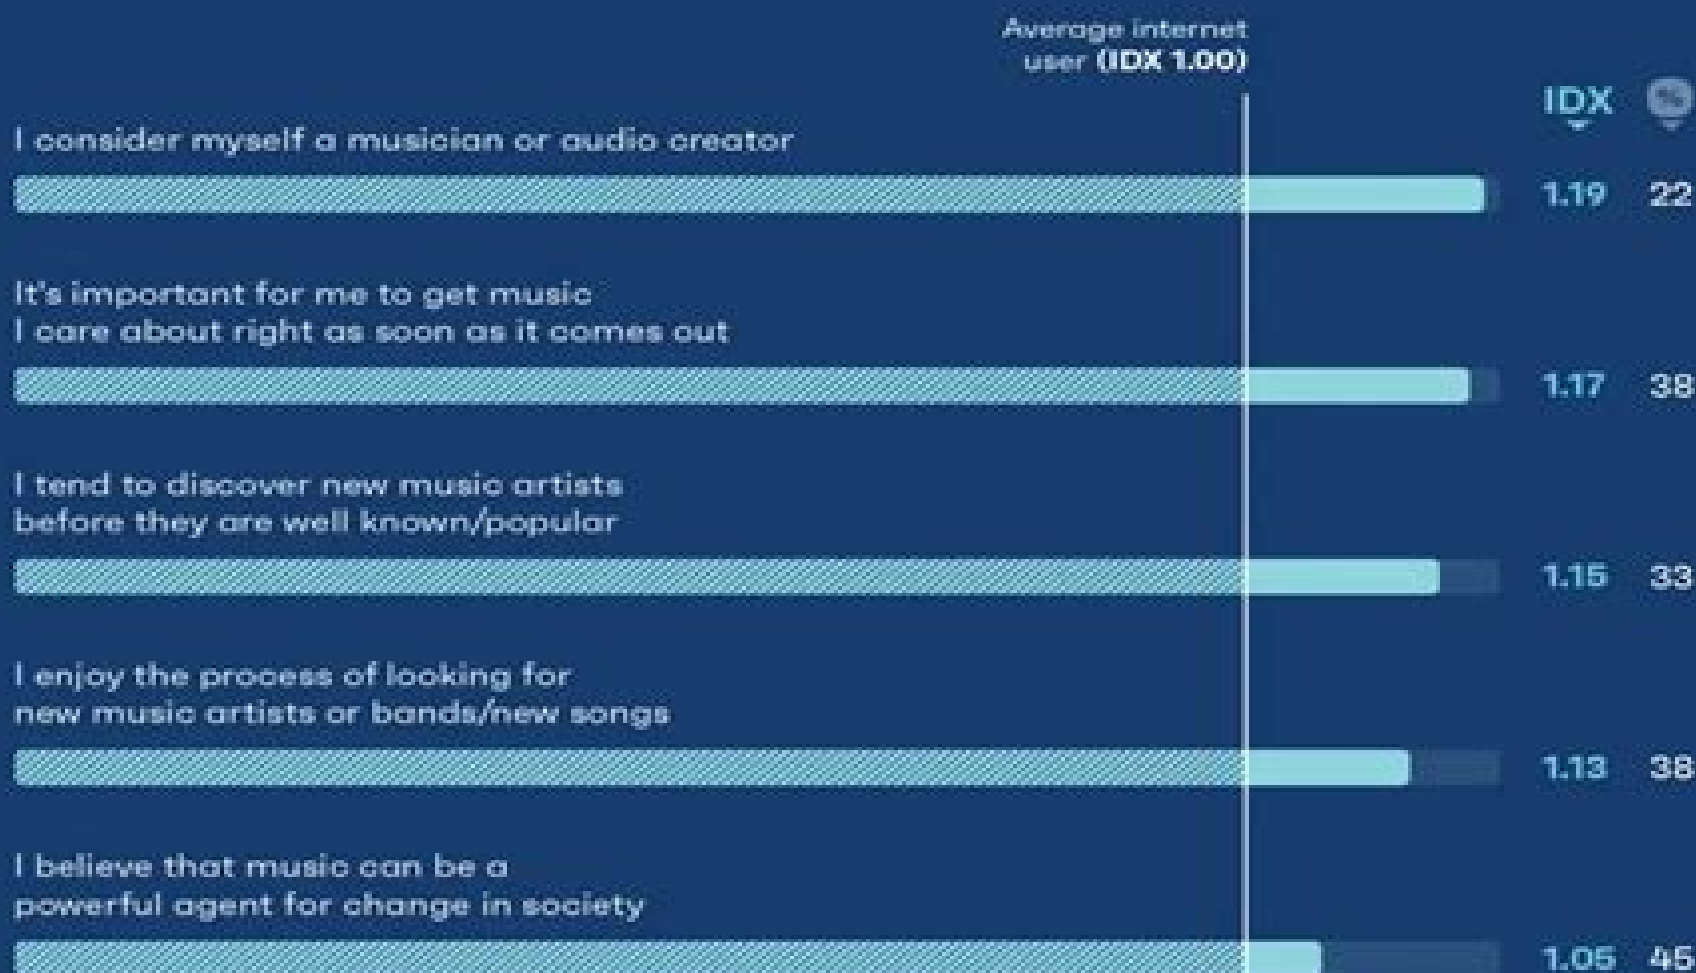 Average internet
user (IDX 1.00)
IDX %
I consider myself a musician or audio creator
1.19 22
It's important for me to get music
I care about right as soon as it comes out
1.17 38
I tend to discover new music artists
before they are well known/popular
1.15 33
I enjoy the process of looking for
new music artists or bands/new songs
1.13 38
I believe that music can be a
powerful agent for change in society
1.05 45